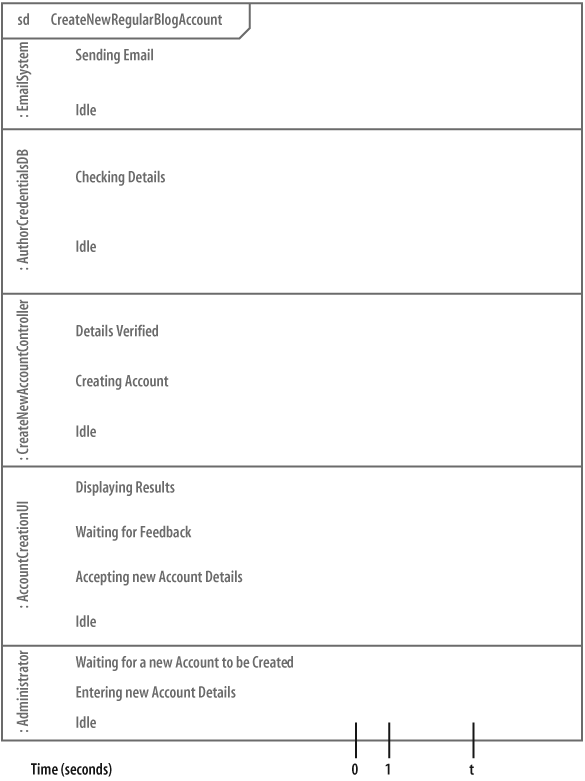 sd CreateNewRegularBlogAccount
: EmailSystem
Sending Email
Idle
: AuthorCredentialsDB
Checking Details
Idle
: CreateNewAccountController
Details Verified
Creating Account
Idle
: AccountCreationUI
Displaying Results
Waiting for Feedback
Accepting new Account Details
Idle
: Administrator
Waiting for a new Account to be Created
Entering new Account Details
Idle
Time (seconds) 0 1 t